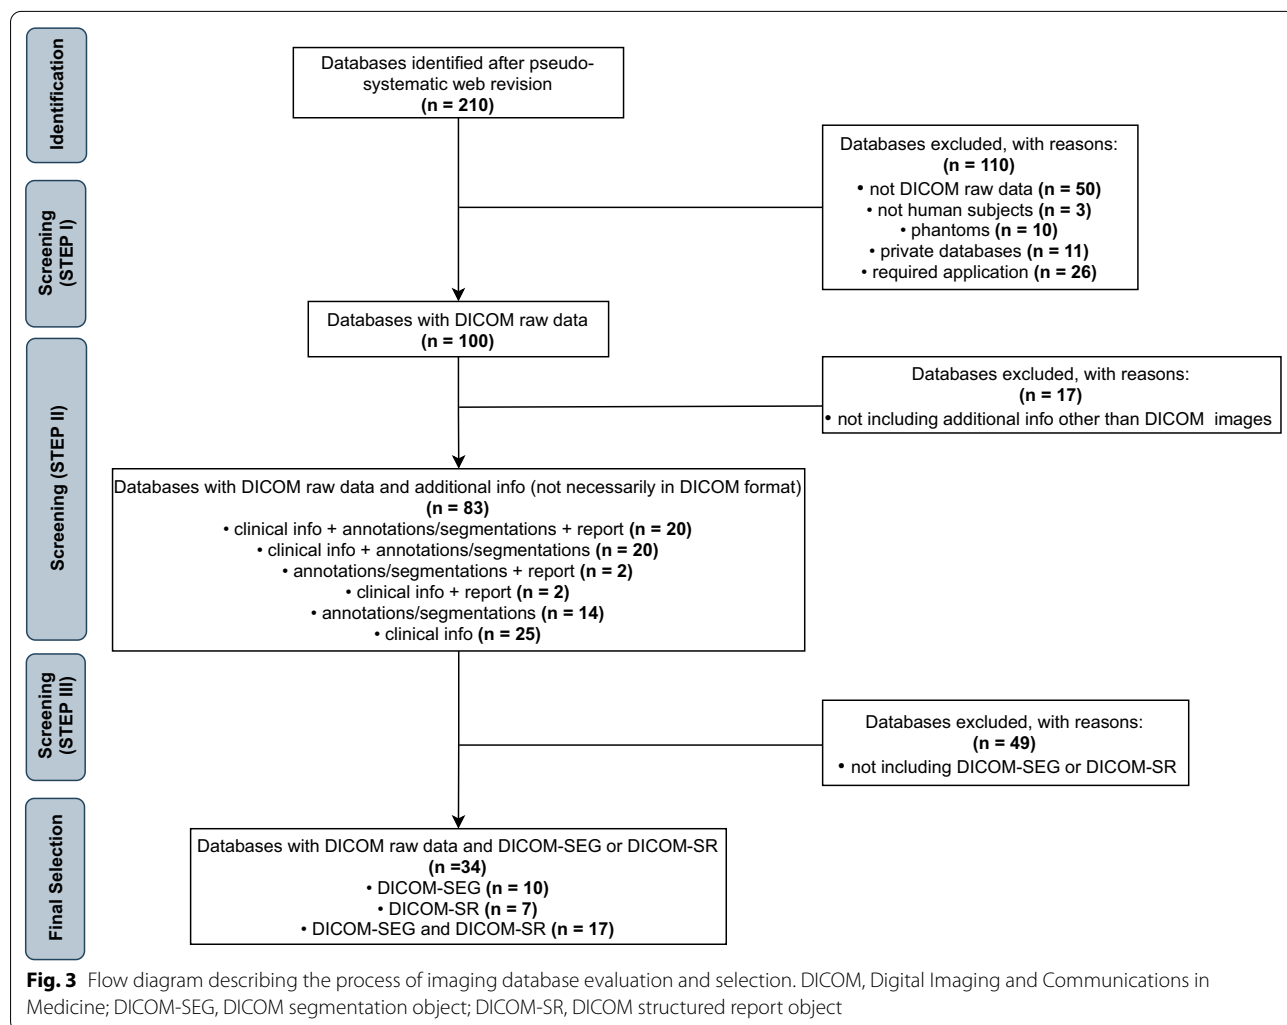 Identification
Databases identified after pseudo-
systematic web revision
(n = 210)
Databases excluded, with reasons:
(n = 110)
• not DICOM raw data (n = 50)
• not human subjects (n = 3)
• phantoms (n = 10)
• private databases (n = 11)
• required application (n = 26)
Screening
(STEP I)
Databases with DICOM raw data
(n = 100)
Databases excluded, with reasons:
(n = 17)
• not including additional info other than DICOM images
Screening (STEP II)
Databases with DICOM raw data and additional info (not necessarily in DICOM format)
(n = 83)
• clinical info + annotations/segmentations + report (n = 20)
• clinical info + annotations/segmentations (n = 20)
• annotations/segmentations + report (n = 2)
• clinical info + report (n = 2)
• annotations/segmentations (n = 14)
• clinical info (n = 25)
Screening
(STEP III)
Databases excluded, with reasons:
(n = 49)
• not including DICOM-SEG or DICOM-SR
Final Selection
Databases with DICOM raw data and DICOM-SEG or DICOM-SR
(n =34)
• DICOM-SEG (n = 10)
• DICOM-SR (n = 7)
• DICOM-SEG and DICOM-SR (n = 17)
Fig. 3 Flow diagram describing the process of imaging database evaluation and selection. DICOM, Digital Imaging and Communications in
Medicine; DICOM-SEG, DICOM segmentation object; DICOM-SR, DICOM structured report object